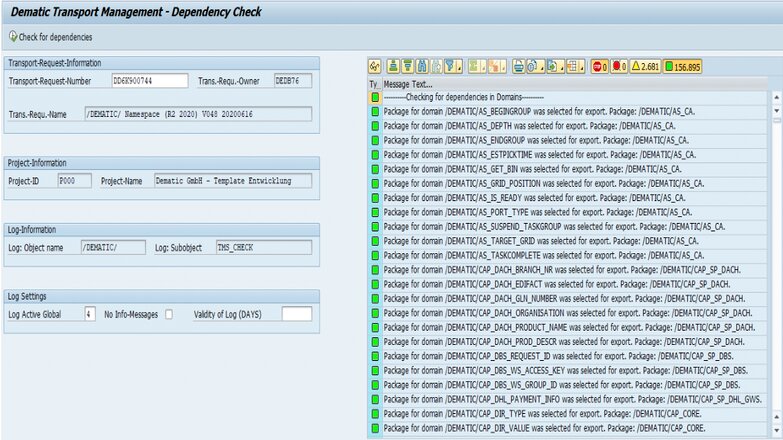 Dematic Transport Management - Dependency Check
Check for dependencies
Transport-Request-Information
Transport-Request-Number DD6K900744 Trans.-Requ.-Owner DEDB76
Trans.-Requ.-Name /DEMATIC/ Namespace (R2 2020) V048 20200616
Project-Information
Project-ID P000 Project-Name Dematic GmbH - Template Entwicklung
Log-Information
Log: Object name /DEMATIC/ Log: Subobject TMS_CHECK
Log Settings
Log Active Global 4 No Info-Messages Validity of Log (DAYS)
0 0 2.681 156.895
Ty... Message Text...
----------Checking for dependencies in Domains----------
Package for domain /DEMATIC/AS_BEGINGROUP was selected for export. Package: /DEMATIC/AS_CA.
Package for domain /DEMATIC/AS_DEPTH was selected for export. Package: /DEMATIC/AS_CA.
Package for domain /DEMATIC/AS_ENDGROUP was selected for export. Package: /DEMATIC/AS_CA.
Package for domain /DEMATIC/AS_ESTPICKTIME was selected for export. Package: /DEMATIC/AS_CA.
Package for domain /DEMATIC/AS_GET_BIN was selected for export. Package: /DEMATIC/AS_CA.
Package for domain /DEMATIC/AS_GRID_POSITION was selected for export. Package: /DEMATIC/AS_CA.
Package for domain /DEMATIC/AS_IS_READY was selected for export. Package: /DEMATIC/AS_CA.
Package for domain /DEMATIC/AS_PORT_TYPE was selected for export. Package: /DEMATIC/AS_CA.
Package for domain /DEMATIC/AS_SUSPEND_TASKGROUP was selected for export. Package: /DEMATIC/AS_CA.
Package for domain /DEMATIC/AS_TARGET_GRID was selected for export. Package: /DEMATIC/AS_CA.
Package for domain /DEMATIC/AS_TASKCOMPLETE was selected for export. Package: /DEMATIC/AS_CA.
Package for domain /DEMATIC/CAP_DACH_BRANCH_NR was selected for export. Package: /DEMATIC/CAP_SP_DACH.
Package for domain /DEMATIC/CAP_DACH_EDIFACT was selected for export. Package: /DEMATIC/CAP_SP_DACH.
Package for domain /DEMATIC/CAP_DACH_GLN_NUMBER was selected for export. Package: /DEMATIC/CAP_SP_DACH.
Package for domain /DEMATIC/CAP_DACH_ORGANISATION was selected for export. Package: /DEMATIC/CAP_SP_DACH.
Package for domain /DEMATIC/CAP_DACH_PRODUCT_NAME was selected for export. Package: /DEMATIC/CAP_SP_DACH.
Package for domain /DEMATIC/CAP_DACH_PROD_DESCR was selected for export. Package: /DEMATIC/CAP_SP_DACH.
Package for domain /DEMATIC/CAP_DBS_REQUEST_ID was selected for export. Package: /DEMATIC/CAP_SP_DBS.
Package for domain /DEMATIC/CAP_DBS_WS_ACCESS_KEY was selected for export. Package: /DEMATIC/CAP_SP_DBS.
Package for domain /DEMATIC/CAP_DBS_WS_GROUP_ID was selected for export. Package: /DEMATIC/CAP_SP_DBS.
Package for domain /DEMATIC/CAP_DHL_PAYMENT_INFO was selected for export. Package: /DEMATIC/CAP_SP_DHL_GWS.
Package for domain /DEMATIC/CAP_DIR_TYPE was selected for export. Package: /DEMATIC/CAP_CORE.
Package for domain /DEMATIC/CAP_DIR_VALUE was selected for export. Package: /DEMATIC/CAP_CORE.